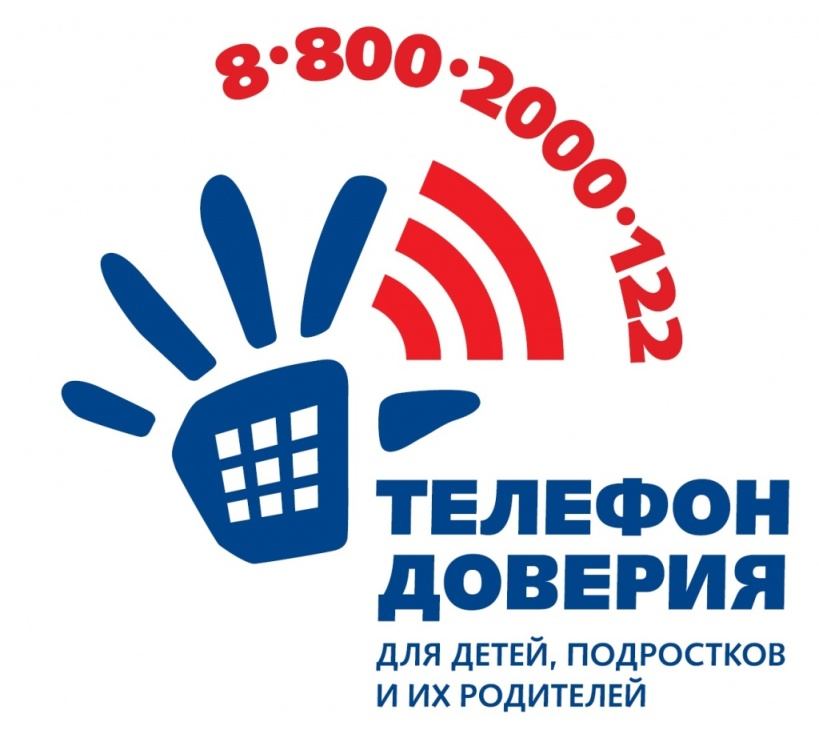 8·800·2000·122
ТЕЛЕФОН
ДОВЕРИЯ
ДЛЯ ДЕТЕЙ, ПОДРОСТКОВ
И ИХ РОДИТЕЛЕЙ